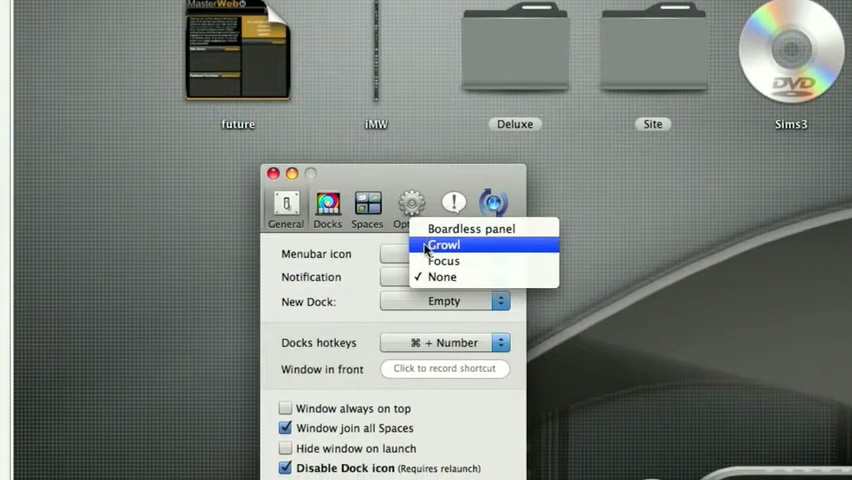 MasterWeb
future
iMW
Deluxe
Site
DVD
Sims3
General
Docks
Spaces
Opt
Boardless panel
Growl
Focus
✓ None
Menubar icon
Notification
New Dock: Empty
Docks hotkeys ⌘ + Number
Window in front Click to record shortcut
Window always on top
Window join all Spaces
Hide window on launch
Disable Dock icon (Requires relaunch)